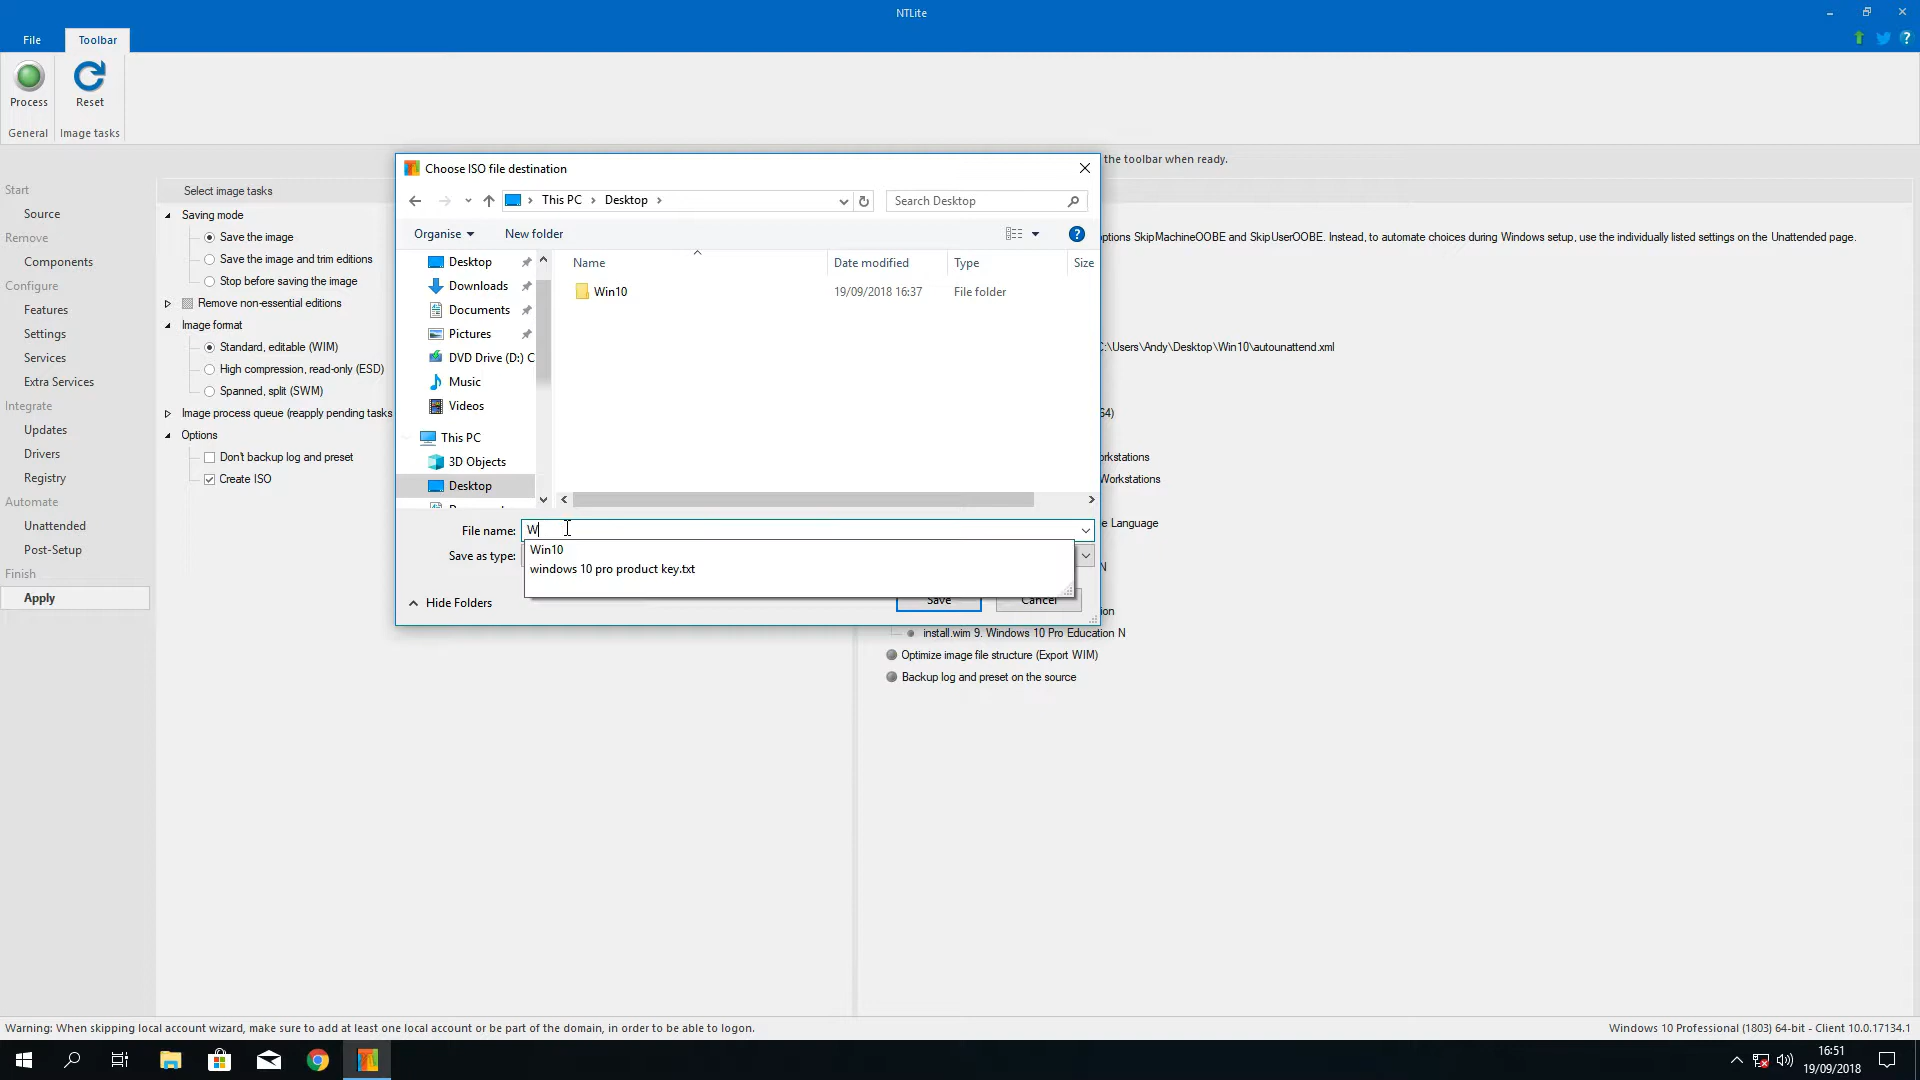 NTLite
File
Toolbar
Process
Reset
General
Image tasks
the toolbar when ready.
Start
Source
Remove
Components
Configure
Features
Settings
Services
Extra Services
Integrate
Updates
Drivers
Registry
Automate
Unattended
Post-Setup
Finish
Apply
Select image tasks
Saving mode
Save the image
Save the image and trim editions
Stop before saving the image
Remove non-essential editions
Image format
Standard, editable (WIM)
High compression, read-only (ESD)
Spanned, split (SWM)
Image process queue (reapply pending tasks
Options
Don't backup log and preset
Create ISO
Choose ISO file destination
This PC > Desktop >
Search Desktop
Organise
New folder
Desktop
Downloads
Documents
Pictures
DVD Drive (D:) C
Music
Videos
This PC
3D Objects
Desktop
Name
Date modified
Type
Size
Win10
19/09/2018 16:37
File folder
File name:
W
Save as type:
Win10
windows 10 pro product key.txt
Hide Folders
Save
Cancel
ptions SkipMachineOOBE and SkipUserOOBE. Instead, to automate choices during Windows setup, use the individually listed settings on the Unattended page.
C:\Users\Andy\Desktop\Win10\autounattend.xml
64)
rkstations
Workstations
e Language
N
ion
install.wim 9. Windows 10 Pro Education N
Optimize image file structure (Export WIM)
Backup log and preset on the source
Warning: When skipping local account wizard, make sure to add at least one local account or be part of the domain, in order to be able to logon.
Windows 10 Professional (1803) 64-bit - Client 10.0.17134.1
16:51
19/09/2018